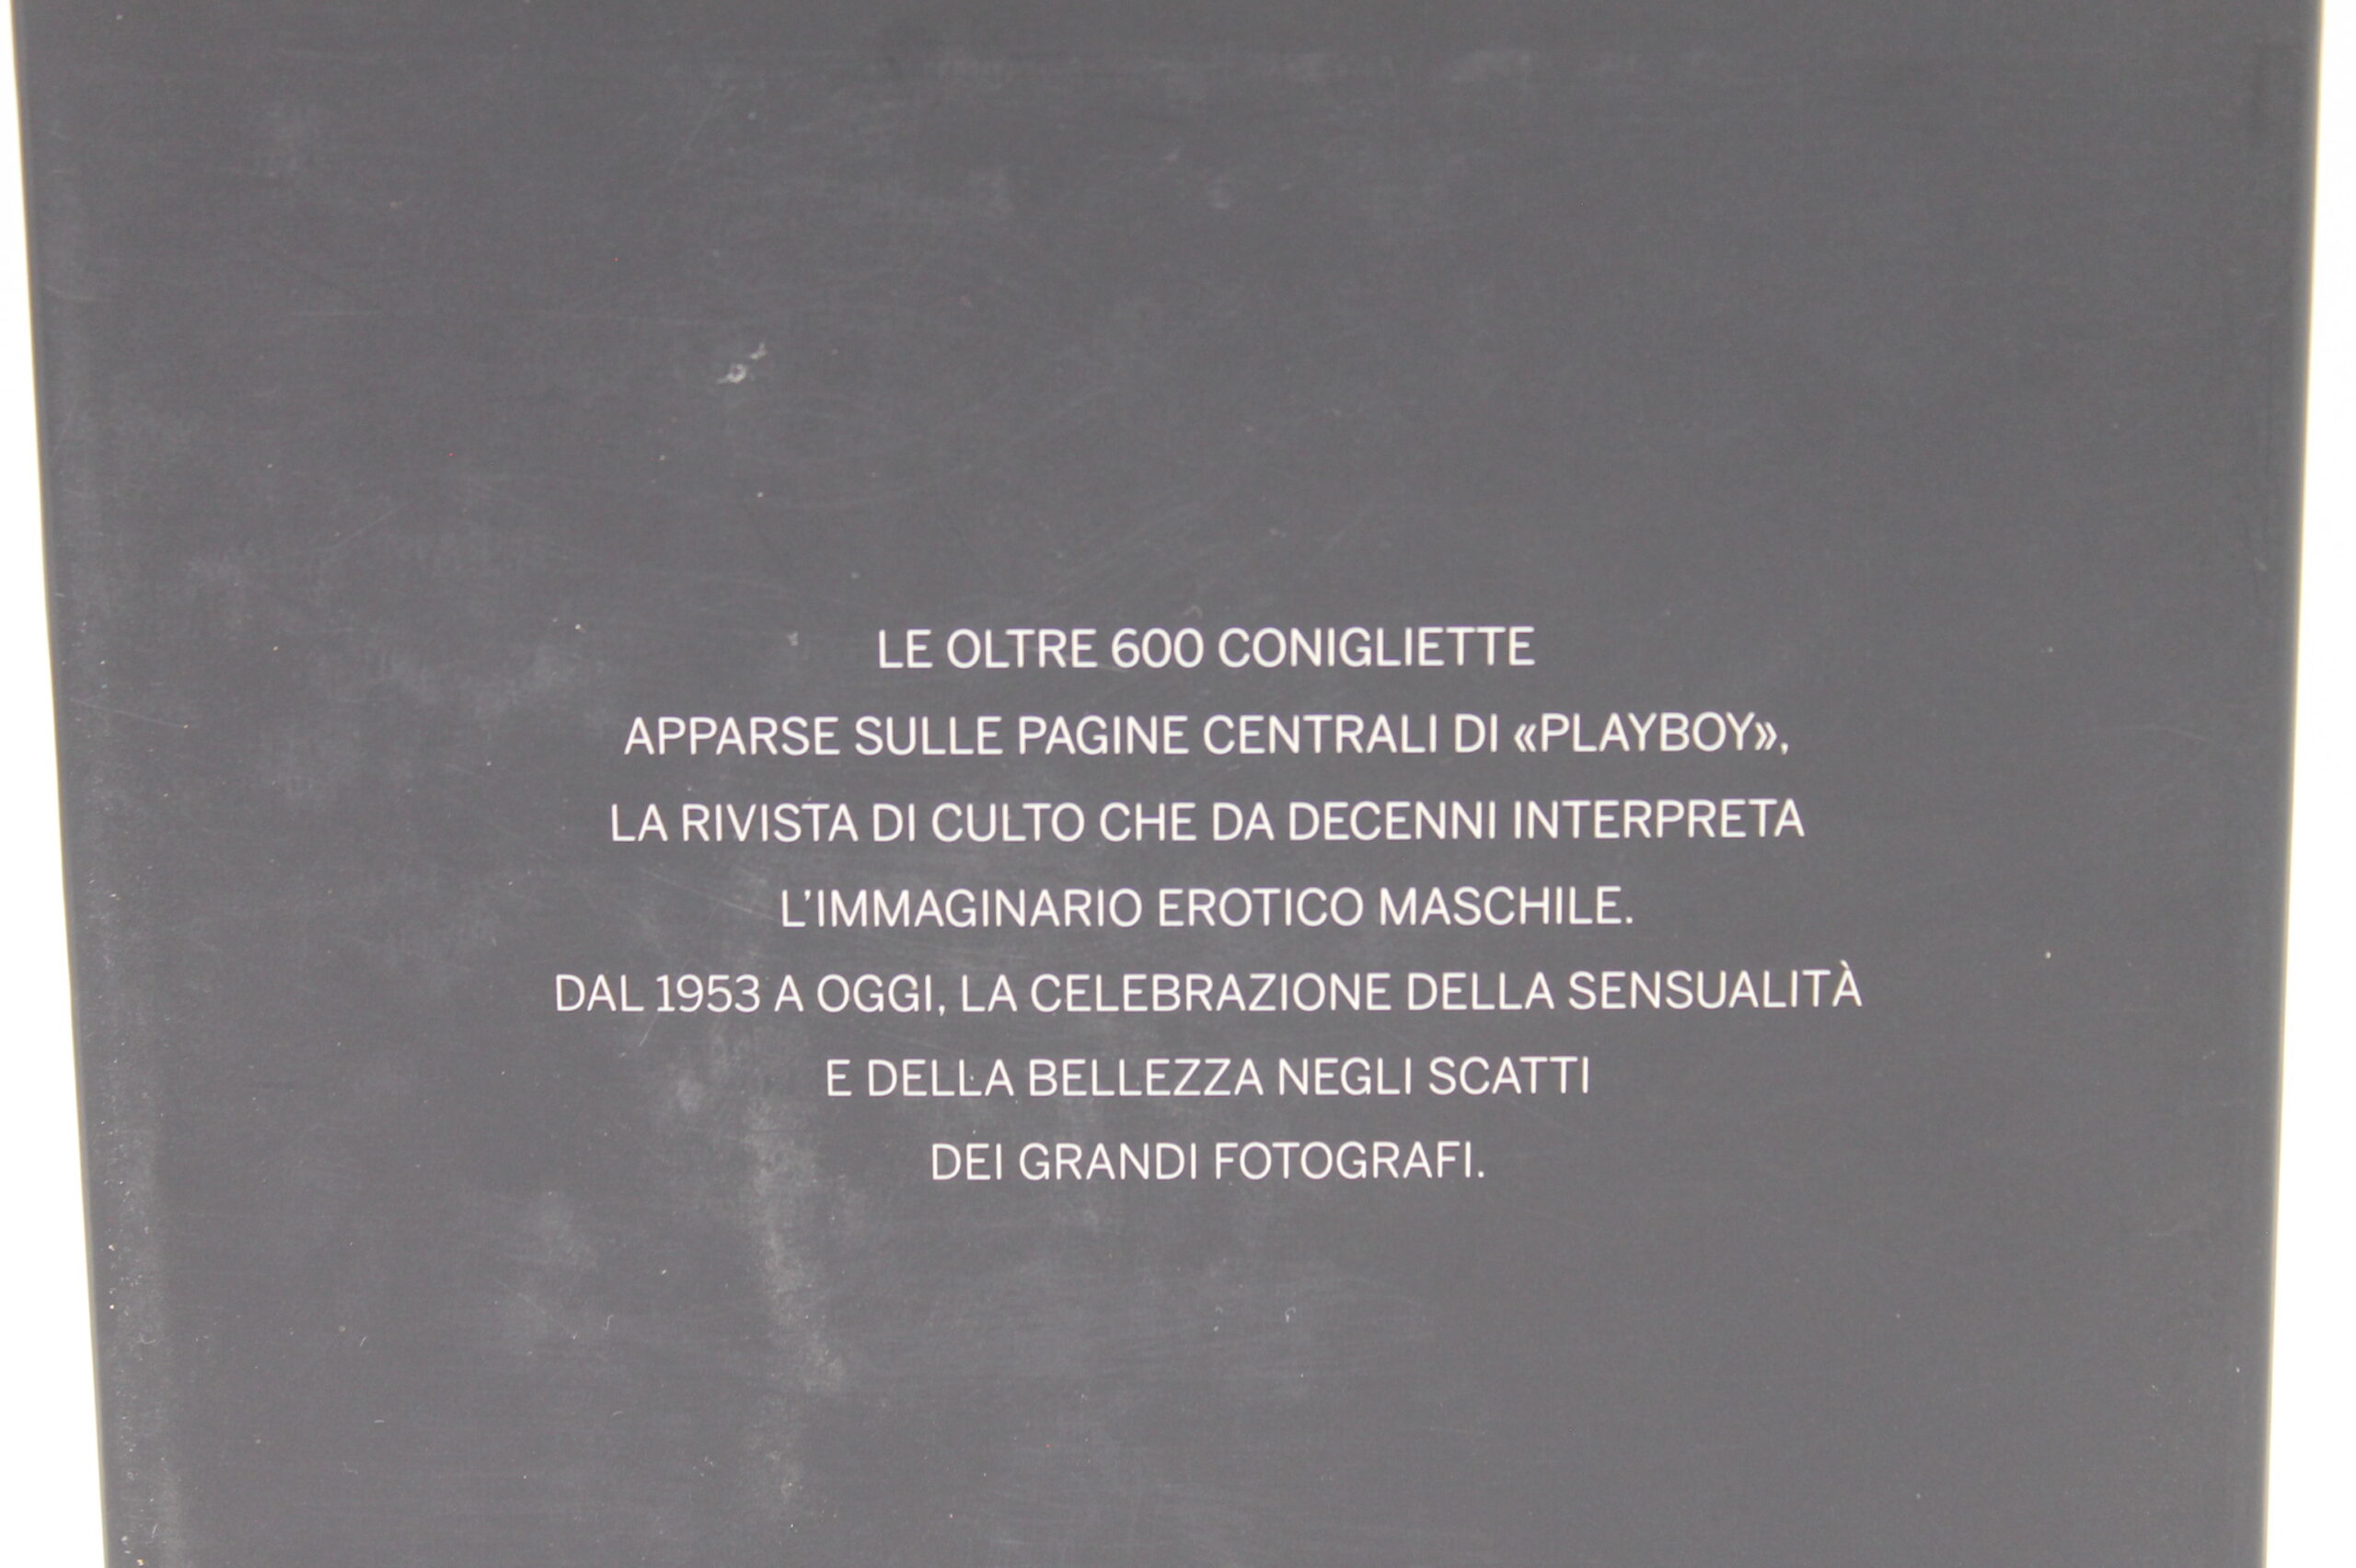 LE OLTRE 600 CONIGLIETTE
APPARSE SULLE PAGINE CENTRALI DI «PLAYBOY»,
LA RIVISTA DI CULTO CHE DA DECENNI INTERPRETA
L'IMMAGINARIO EROTICO MASCHILE.
DAL 1953 A OGGI, LA CELEBRAZIONE DELLA SENSUALITÀ
E DELLA BELLEZZA NEGLI SCATTI
DEI GRANDI FOTOGRAFI.